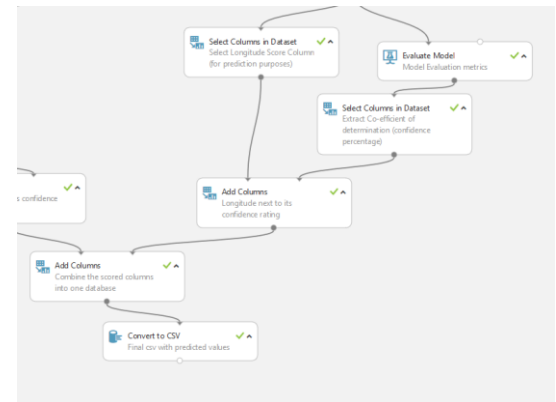 Select Columns in Dataset
Select Longitude Score Column
(for prediction purposes)
Evaluate Model
Model Evaluation metrics
Select Columns in Dataset
Extract Co-efficient of
determination (confidence
percentage)
s confidence
Add Columns
Longitude next to its
confidence rating
Add Columns
Combine the scored columns
into one database
Convert to CSV
Final csv with predicted values